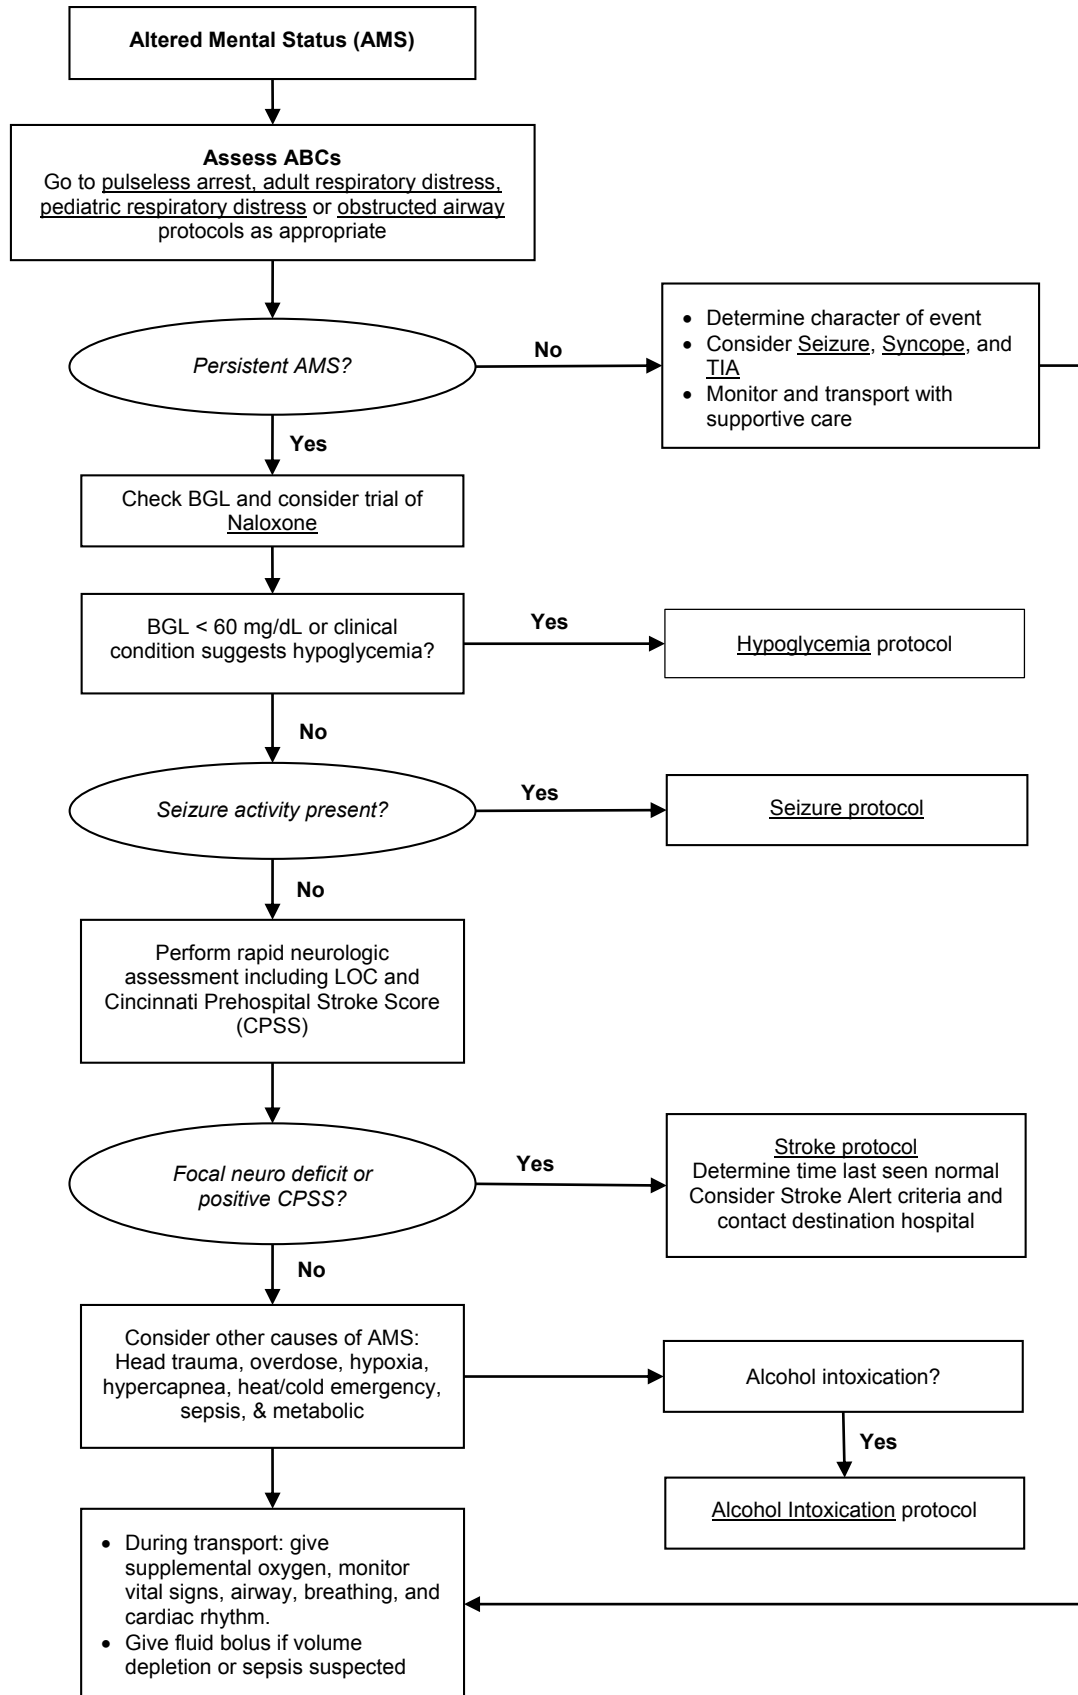 Altered Mental Status (AMS)
Assess ABCs
Go to pulseless arrest, adult respiratory distress,
pediatric respiratory distress or obstructed airway
protocols as appropriate
Persistent AMS?
No
• Determine character of event
• Consider Seizure, Syncope, and
TIA
• Monitor and transport with
supportive care
Yes
Check BGL and consider trial of
Naloxone
BGL < 60 mg/dL or clinical
condition suggests hypoglycemia?
Yes
Hypoglycemia protocol
No
Seizure activity present?
Yes
Seizure protocol
No
Perform rapid neurologic
assessment including LOC and
Cincinnati Prehospital Stroke Score
(CPSS)
Focal neuro deficit or
positive CPSS?
Yes
Stroke protocol
Determine time last seen normal
Consider Stroke Alert criteria and
contact destination hospital
No
Consider other causes of AMS:
Head trauma, overdose, hypoxia,
hypercapnea, heat/cold emergency,
sepsis, & metabolic
Alcohol intoxication?
Yes
Alcohol Intoxication protocol
• During transport: give
supplemental oxygen, monitor
vital signs, airway, breathing, and
cardiac rhythm.
• Give fluid bolus if volume
depletion or sepsis suspected